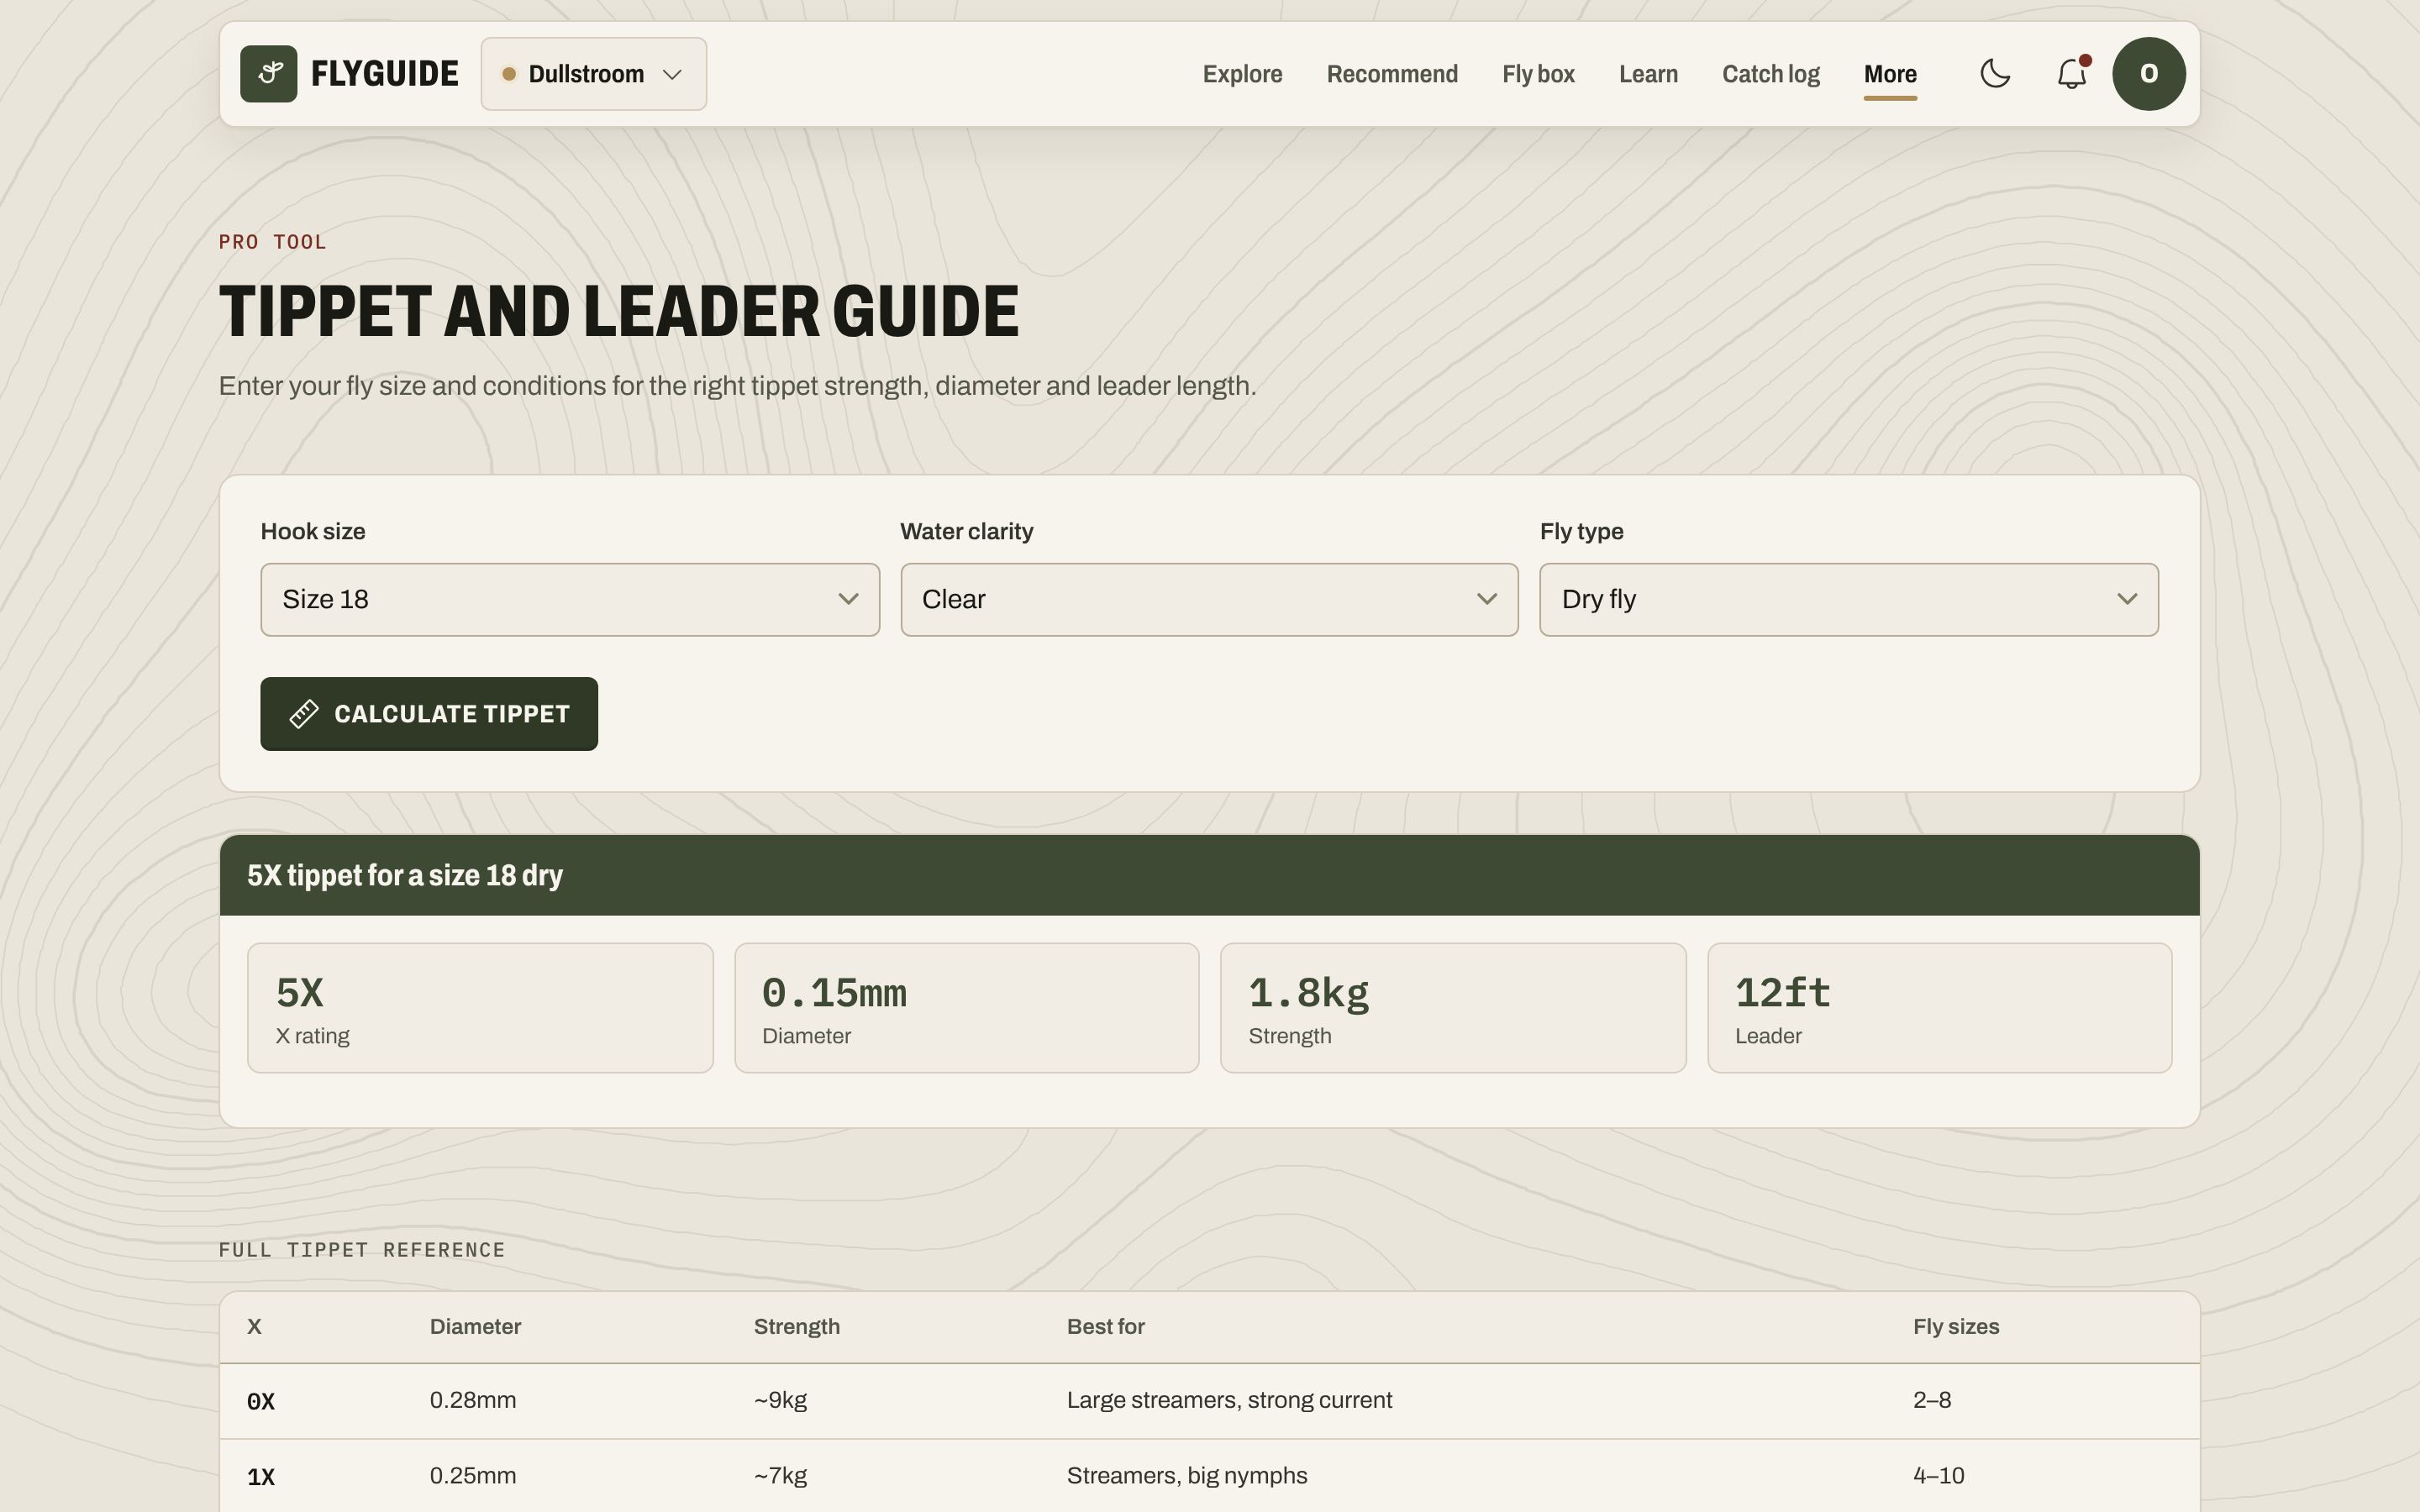 FLYGUIDE
Dullstroom
Explore
Recommend
Fly box
Learn
Catch log
More
O
PRO TOOL
TIPPET AND LEADER GUIDE
Enter your fly size and conditions for the right tippet strength, diameter and leader length.
Hook size
Water clarity
Fly type
Size 18
Clear
Dry fly
CALCULATE TIPPET
5X tippet for a size 18 dry
5X
X rating
0.15mm
Diameter
1.8kg
Strength
12ft
Leader
FULL TIPPET REFERENCE
X Diameter Strength Best for Fly sizes
0X 0.28mm ~9kg Large streamers, strong current 2–8
1X 0.25mm ~7kg Streamers, big nymphs 4–10